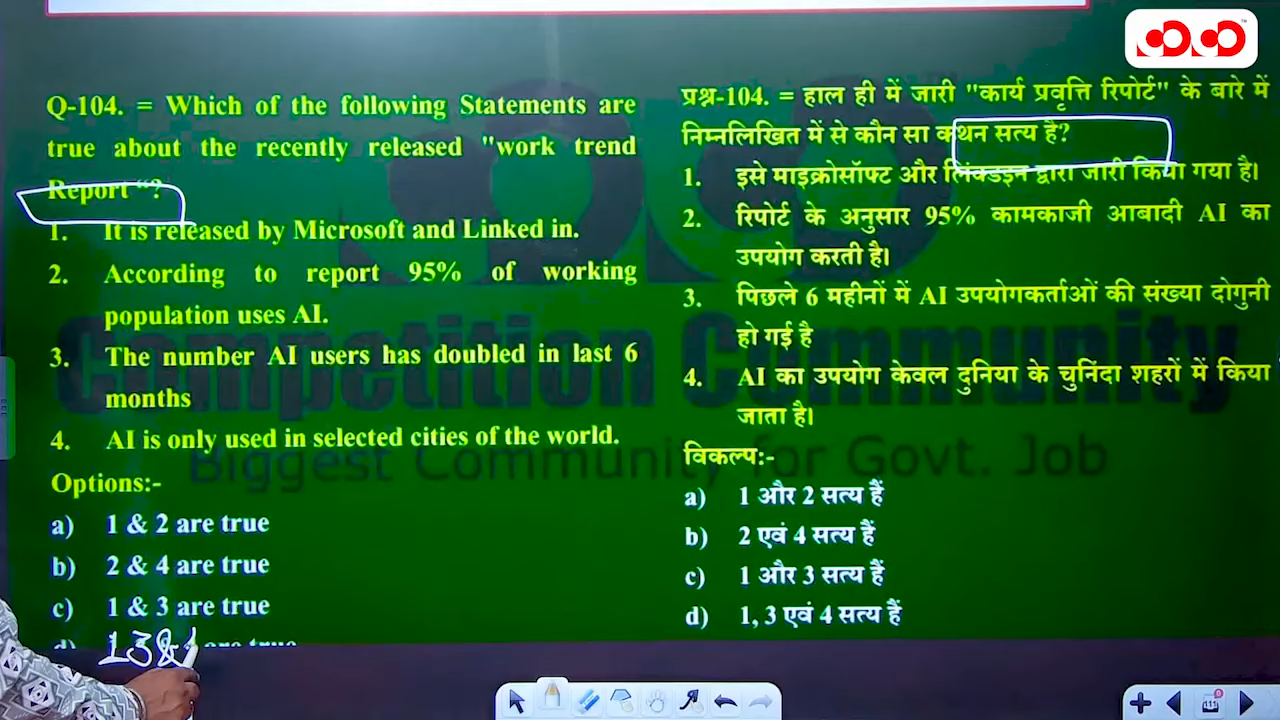 Q-104. = Which of the following Statements are
true about the recently released "work trend
Report "?
1. It is released by Microsoft and Linked in.
2. According to report 95% of working
population uses AI.
3. The number AI users has doubled in last 6
months
4. AI is only used in selected cities of the world.
Options:-
a) 1 & 2 are true
b) 2 & 4 are true
c) 1 & 3 are true
d) 1 3 & are true
प्रश्न-104. = हाल ही में जारी "कार्य प्रवृत्ति रिपोर्ट" के बारे में
निम्नलिखित में से कौन सा कथन सत्य है?
1. इसे माइक्रोसॉफ्ट और लिंक्डइन द्वारा जारी किया गया है।
2. रिपोर्ट के अनुसार 95% कामकाजी आबादी AI का
उपयोग करती है।
3. पिछले 6 महीनों में AI उपयोगकर्ताओं की संख्या दोगुनी
हो गई है
4. AI का उपयोग केवल दुनिया के चुनिंदा शहरों में किया
जाता है।
विकल्प:-
a) 1 और 2 सत्य हैं
b) 2 एवं 4 सत्य हैं
c) 1 और 3 सत्य हैं
d) 1, 3 एवं 4 सत्य हैं
Competition Community
Biggest Community for Govt. Job